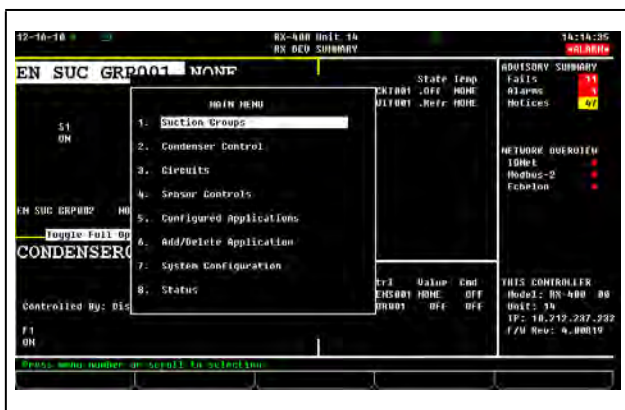 12-16-10
RX-400 Unit 14
14:14:35
RX DEV SUMMARY
*ALARM*
EN SUC GRP001 NONE
ADVISORY SUMMARY
State Temp
Fails 11
CKT001 .Off NONE
Alarms 1
UIT001 .Refr NONE
Notices 47
MAIN MENU
1. Suction Groups
S1
ON
2. Condenser Control
NETWORK OVERVIEW
IONet
3. Circuits
Modbus-2
Echelon
4. Sensor Controls
EN SUC GRP002 NO
5. Configured Applications
Toggle Full Op
6. Add/Delete Application
CONDENSER
7. System Configuration
trl Value Cmd
THIS CONTROLLER
8. Status
ENS001 NONE OFF
Model: RX-400 00
Controlled By: Dis
OR001 OFF OFF
Unit: 14
IP: 10.212.237.232
F1
F/W Rev:
ON
Press menu number or scroll to selection